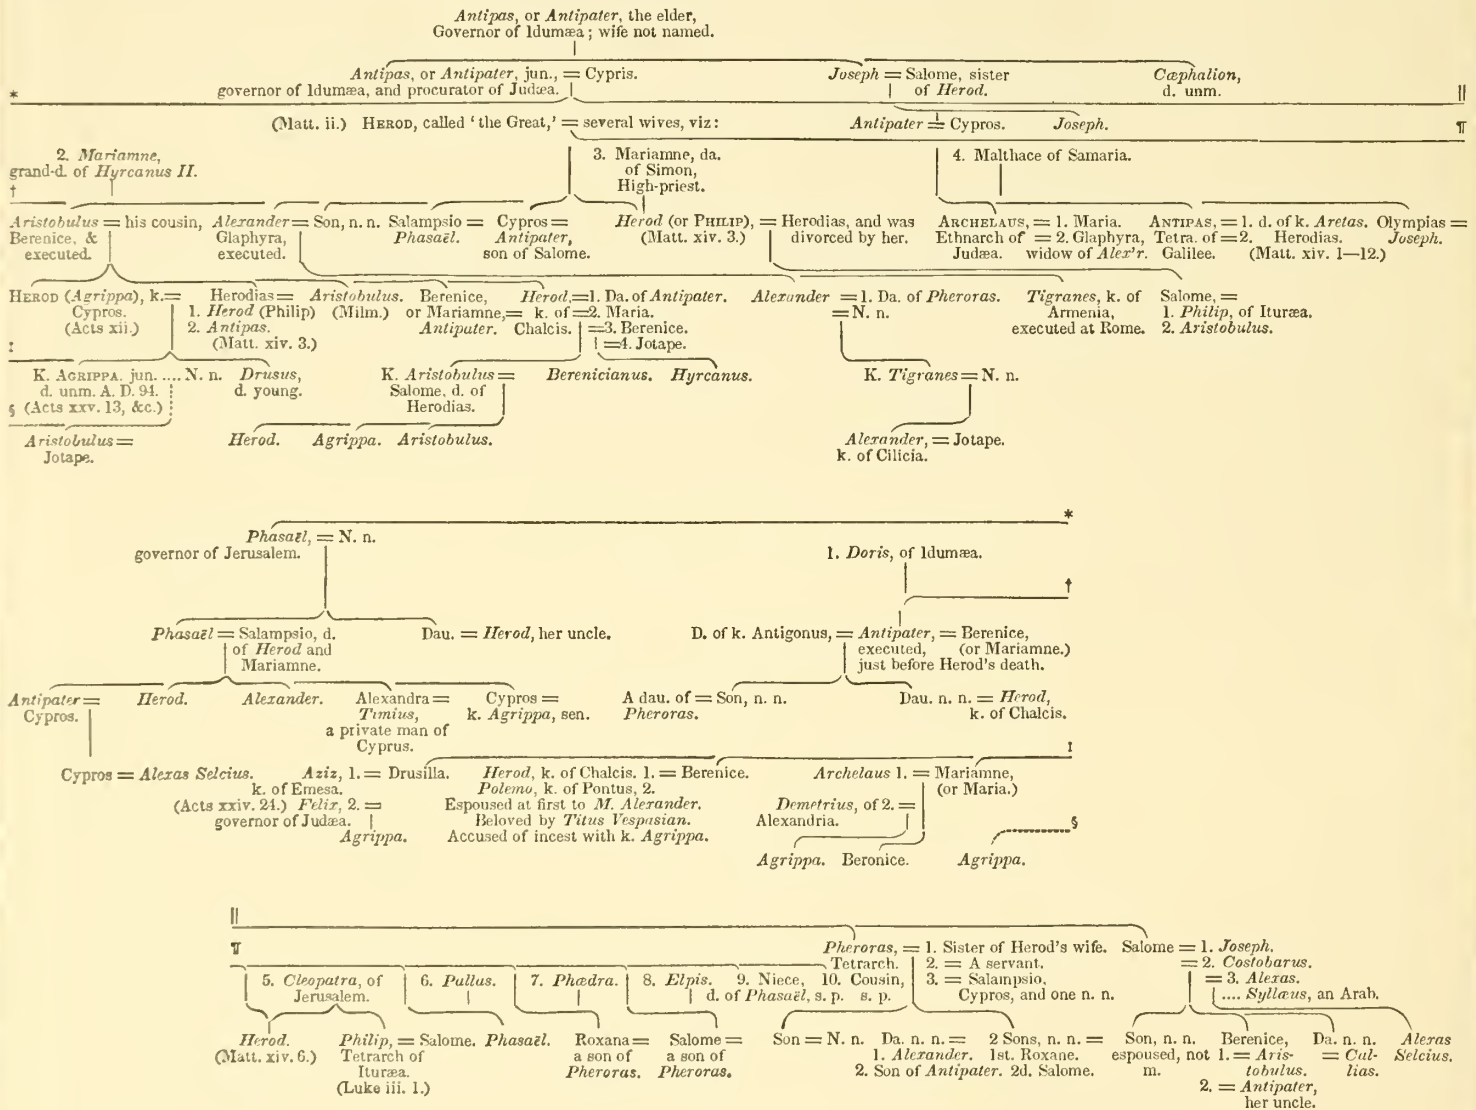 Antipas, or Antipater, the elder,
Governor of Idumæa; wife not named.
Antipas, or Antipater, jun., = Cypris. Joseph = Salome, sister Cæphalion,
* governor of Idumæa, and procurator of Judæa. of Herod. d. unm. ||
(Matt. ii.) HEROD, called ‘the Great,’ = several wives, viz: Antipater = Cypros. Joseph. ¶
2. Mariamne, 3. Mariamne, da. 4. Malthace of Samaria.
grand-d. of Hyrcanus II. of Simon,
† High-priest.
Aristobulus = his cousin, Alexander = Son, n. n. Salampsio = Cypros = Herod (or PHILIP), = Herodias, and was ARCHELAUS, = 1. Maria. ANTIPAS, = 1. d. of k. Aretas. Olympias =
Berenice, & Glaphyra, Phasaël. Antipater, (Matt. xiv. 3.) divorced by her. Ethnarch of = 2. Glaphyra, Tetra. of = 2. Herodias. Joseph.
executed. executed. son of Salome. Judæa. widow of Alex'r. Galilee. (Matt. xiv. 1—12.)
HEROD (Agrippa), k. = Herodias = Aristobulus. Berenice, Herod, = 1. Da. of Antipater. Alexander = 1. Da. of Pheroras. Tigranes, k. of Salome, =
Cypros. 1. Herod (Philip) (Milm.) or Mariamne, = k. of = 2. Maria. = N. n. Armenia, 1. Philip, of Ituræa.
(Acts xii.) 2. Antipas. Antipater. Chalcis. = 3. Berenice. executed at Rome. 2. Aristobulus.
‡ (Matt. xiv. 3.) = 4. Jotape.
K. AGRIPPA. jun. .... N. n. Drusus, K. Aristobulus = Berenicianus. Hyrcanus. K. Tigranes = N. n.
d. unm. A. D. 94. d. young. Salome, d. of
§ (Acts xxv. 13, &c.) Herodias.
Aristobulus = Herod. Agrippa. Aristobulus. Alexander, = Jotape.
Jotape. k. of Cilicia.
*
Phasaël, = N. n.
governor of Jerusalem. 1. Doris, of Idumæa.
†
Phasaël = Salampsio, d. Dau. = Herod, her uncle. D. of k. Antigonus, = Antipater, = Berenice,
of Herod and executed, (or Mariamne.)
Mariamne. just before Herod's death.
Antipater = Herod. Alexander. Alexandra = Cypros = A dau. of = Son, n. n. Dau. n. n. = Herod,
Cypros. Timius, k. Agrippa, sen. Pheroras. k. of Chalcis.
a private man of
Cyprus.
‡
Cypros = Alexas Selcius. Aziz, 1. = Drusilla. Herod, k. of Chalcis. 1. = Berenice. Archelaus 1. = Mariamne,
k. of Emesa. Polemo, k. of Pontus, 2. (or Maria.)
(Acts xxiv. 24.) Felix, 2. = Espoused at first to M. Alexander. Demetrius, of 2. =
governor of Judæa. Beloved by Titus Vespasian. Alexandria.
Agrippa. Accused of incest with k. Agrippa. §
Agrippa. Beronice. Agrippa.
||
¶ Pheroras, = 1. Sister of Herod's wife. Salome = 1. Joseph.
Tetrarch. 2. = A servant. = 2. Costobarus.
5. Cleopatra, of 6. Pallas. 7. Phædra. 8. Elpis. 9. Niece, 10. Cousin, 3. = Salampsio, = 3. Alexas.
Jerusalem. d. of Phasaël, s. p. s. p. Cypros, and one n. n. .... Syllæus, an Arab.
Herod. Philip, = Salome. Phasaël. Roxana = Salome = Son = N. n. Da. n. n. = 2 Sons, n. n. = Son, n. n. Berenice, Da. n. n. Alexas
(Matt. xiv. 6.) Tetrarch of a son of a son of 1. Alexander. 1st. Roxane. espoused, not 1. = Aris- = Cal- Selcius.
Ituræa. Pheroras. Pheroras. 2. Son of Antipater. 2d. Salome. m. tobulus. lias.
(Luke iii. 1.) 2. = Antipater,
her uncle.